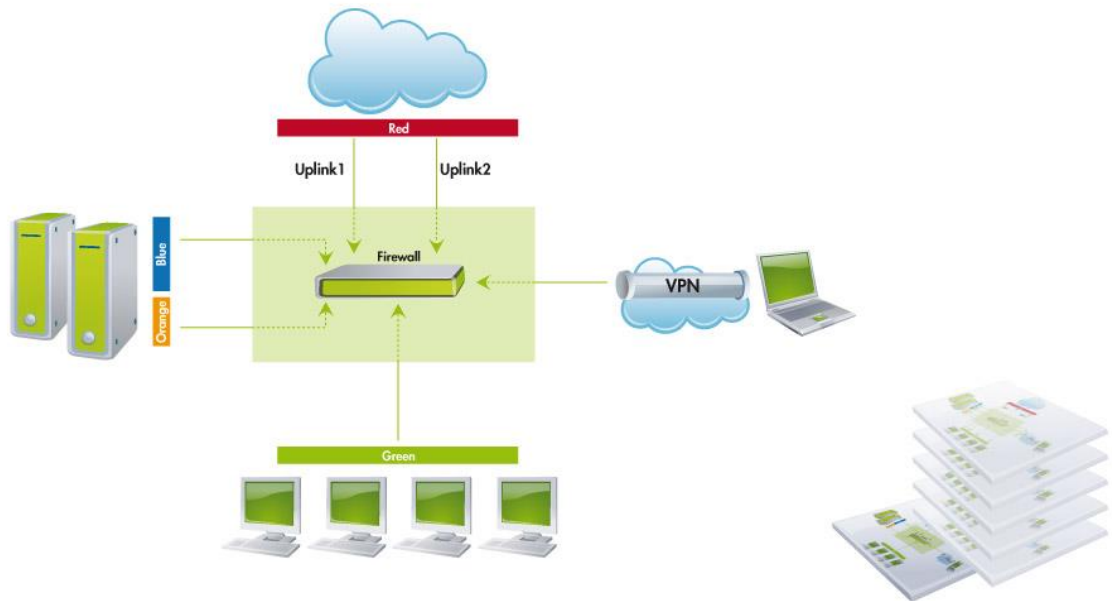 Red
Uplink1
Uplink2
Firewall
Blue
Orange
VPN
Green